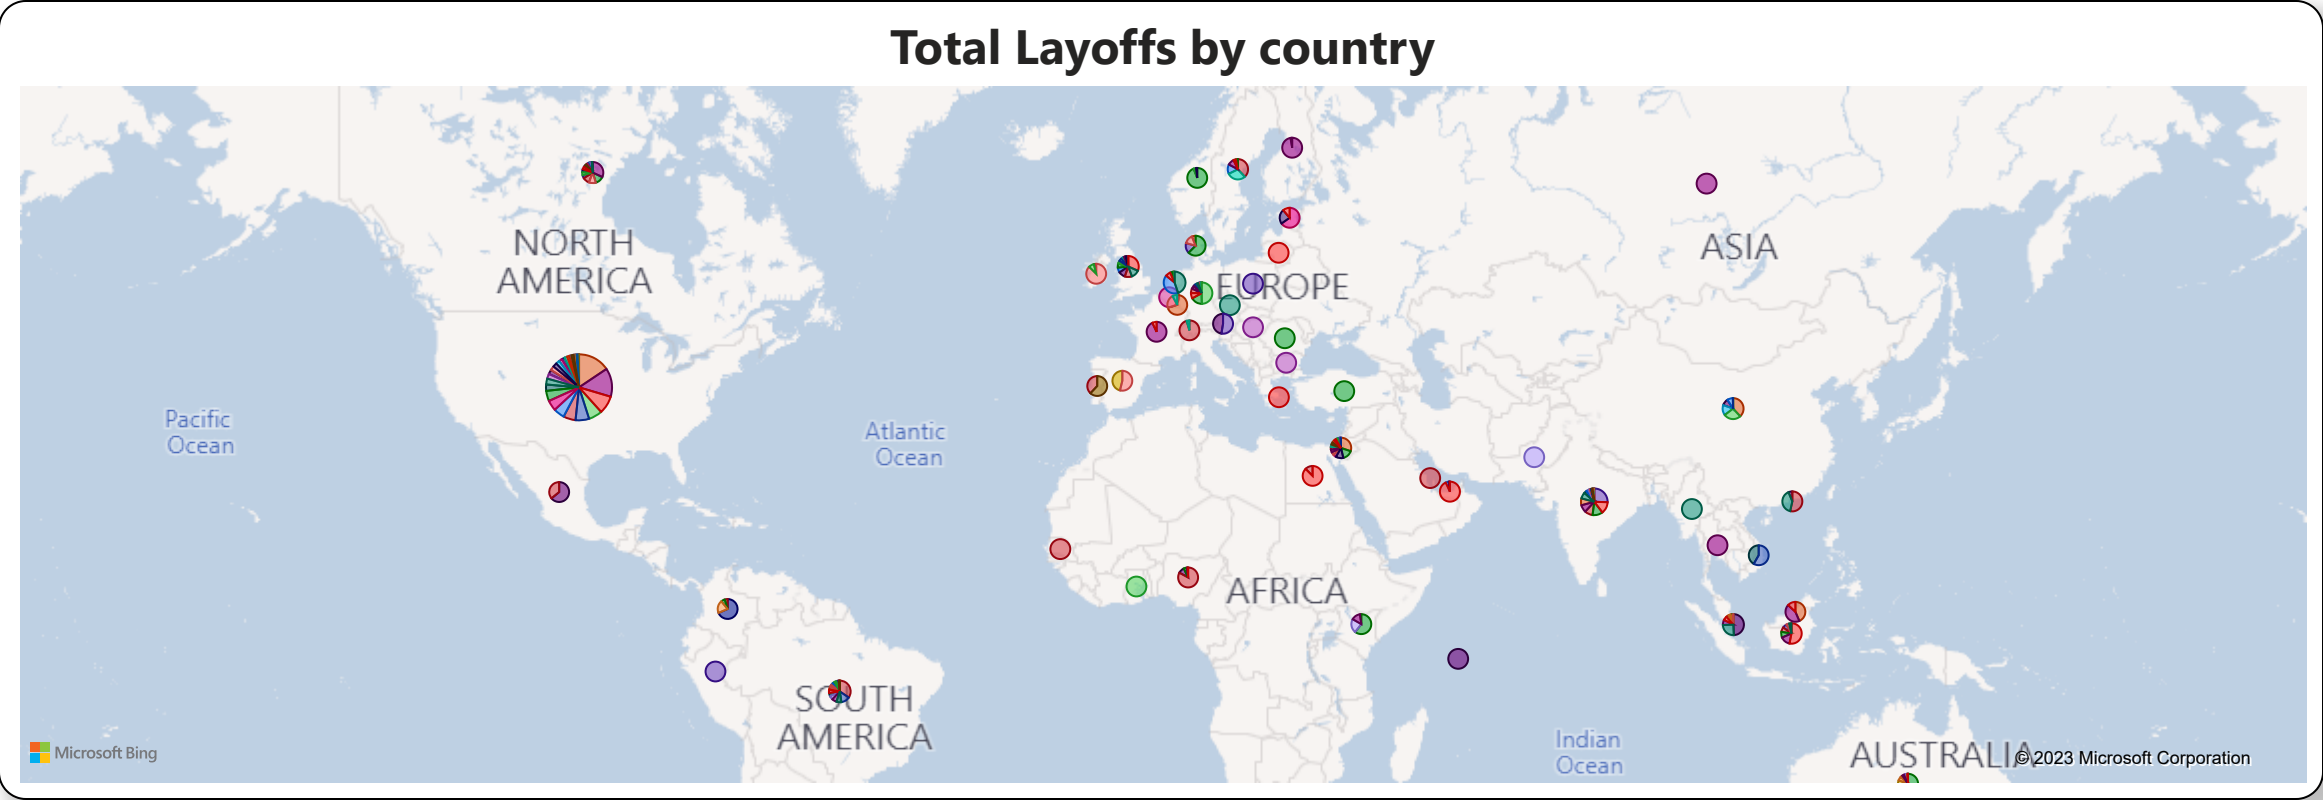 Total Layoffs by country
NORTH
AMERICA
EUROPE
ASIA
Pacific
Ocean
Atlantic
Ocean
AFRICA
SOUTH
AMERICA
Indian
Ocean
AUSTRALIA
Microsoft Bing
© 2023 Microsoft Corporation